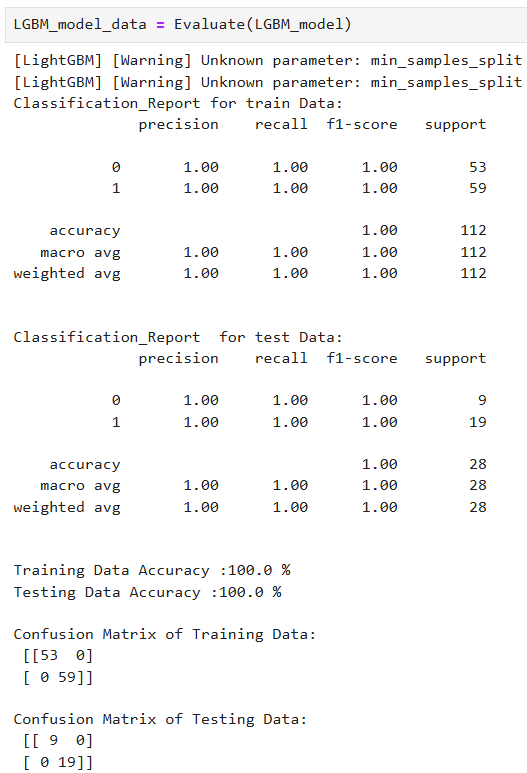 LGBM_model_data = Evaluate(LGBM_model)
[LightGBM] [Warning] Unknown parameter: min_samples_split
[LightGBM] [Warning] Unknown parameter: min_samples_split
Classification_Report for train Data:
              precision    recall  f1-score   support

           0       1.00      1.00      1.00        53
           1       1.00      1.00      1.00        59

    accuracy                           1.00       112
   macro avg       1.00      1.00      1.00       112
weighted avg       1.00      1.00      1.00       112

Classification_Report  for test Data:
              precision    recall  f1-score   support

           0       1.00      1.00      1.00         9
           1       1.00      1.00      1.00        19

    accuracy                           1.00        28
   macro avg       1.00      1.00      1.00        28
weighted avg       1.00      1.00      1.00        28

Training Data Accuracy :100.0 %
Testing Data Accuracy :100.0 %

Confusion Matrix of Training Data:
 [[53  0]
 [ 0 59]]

Confusion Matrix of Testing Data:
 [[ 9  0]
 [ 0 19]]